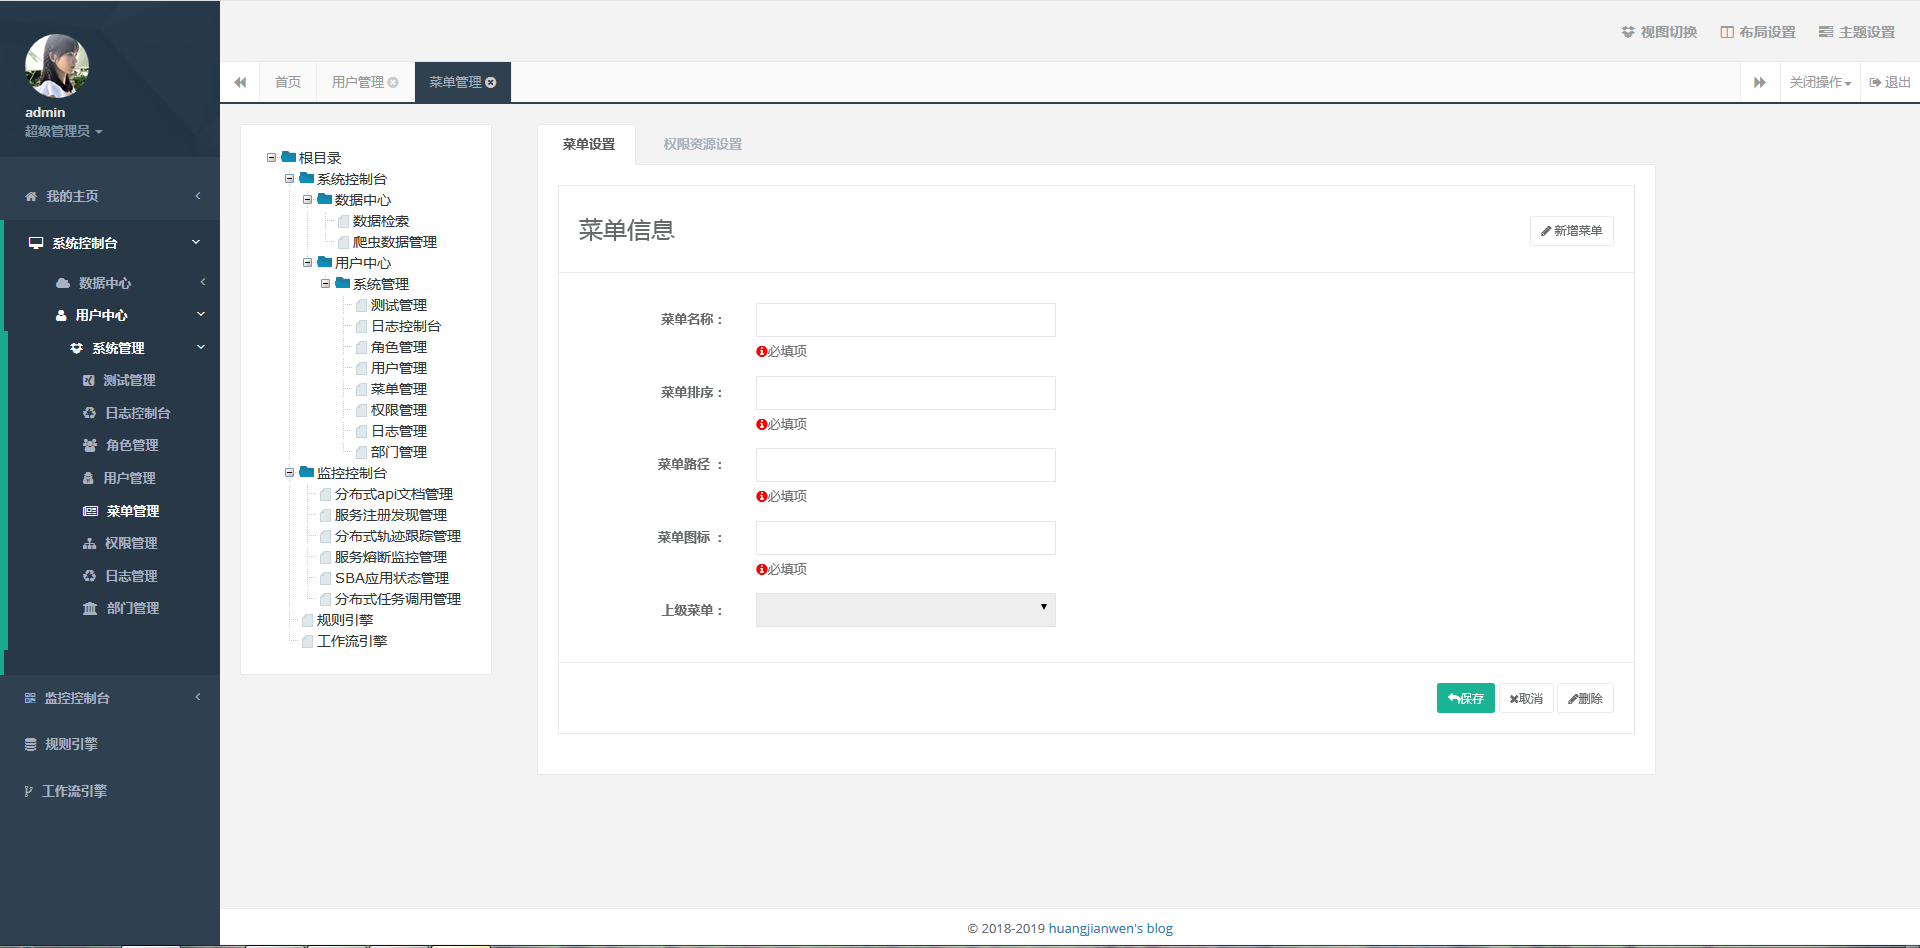 admin
超级管理员
我的主页
系统控制台
数据中心
用户中心
系统管理
测试管理
日志控制台
角色管理
用户管理
菜单管理
权限管理
日志管理
部门管理
监控控制台
规则引擎
工作流引擎
视图切换 布局设置 主题设置
首页 用户管理 菜单管理 关闭操作 退出
根目录
系统控制台
数据中心
数据检索
爬虫数据管理
用户中心
系统管理
测试管理
日志控制台
角色管理
用户管理
菜单管理
权限管理
日志管理
部门管理
监控控制台
分布式api文档管理
服务注册发现管理
分布式轨迹跟踪管理
服务熔断监控管理
SBA应用状态管理
分布式任务调用管理
规则引擎
工作流引擎
菜单设置 权限资源设置
菜单信息 新增菜单
菜单名称：
必填项
菜单排序：
必填项
菜单路径 ：
必填项
菜单图标 ：
必填项
上级菜单：
保存 取消 删除
© 2018-2019 huangjianwen's blog